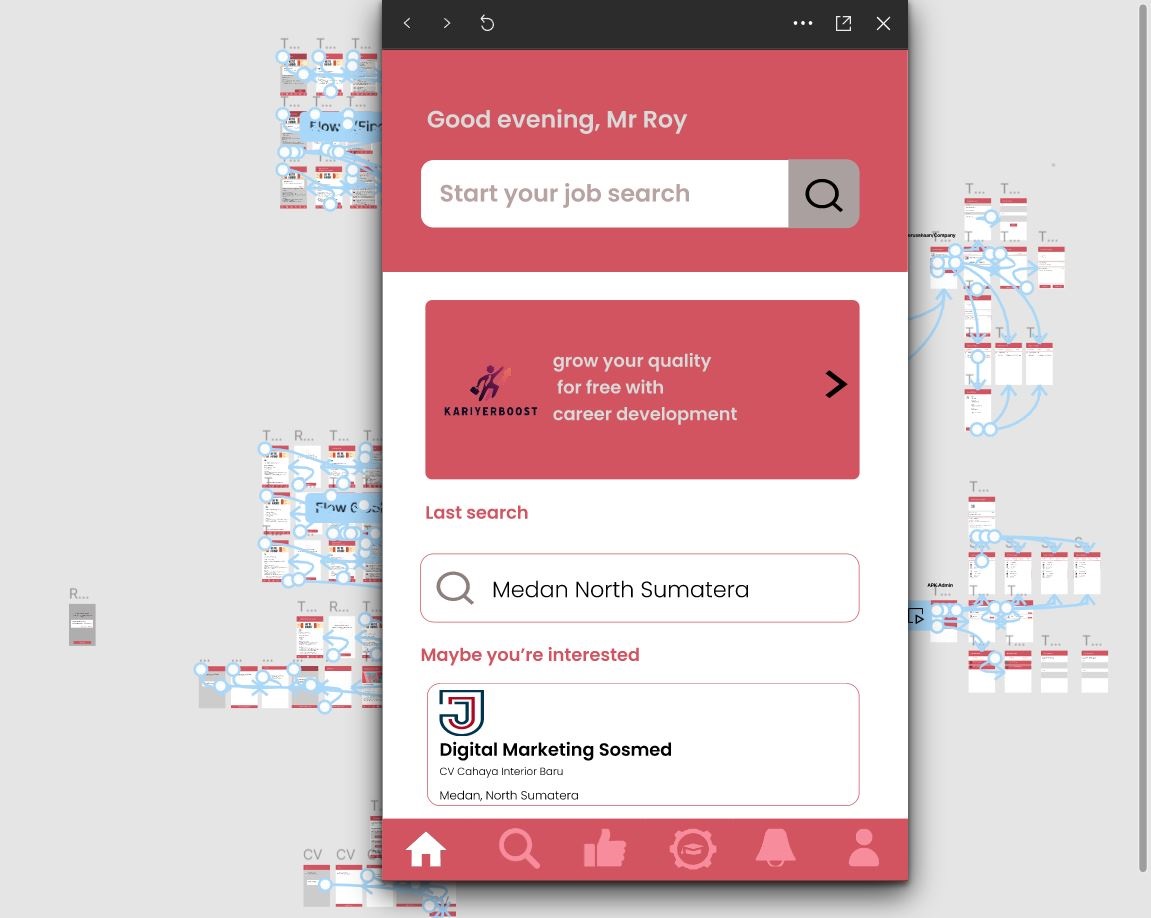 T...
T...
T...
T...
T...
T...
Good evening, Mr Roy
Start your job search
grow your quality
for free with
career development
KARIYERBOOST
Last search
Medan North Sumatera
Maybe you're interested
Digital Marketing Sosmed
CV Cahaya Interior Baru
Medan, North Sumatera
T...
R...
T...
T...
Flow
R...
T...
R...
T...
CV
CV
T...
T...
T...
T...
T...
T...
T...
T...
APK Admin
T...
T...
T...
T...